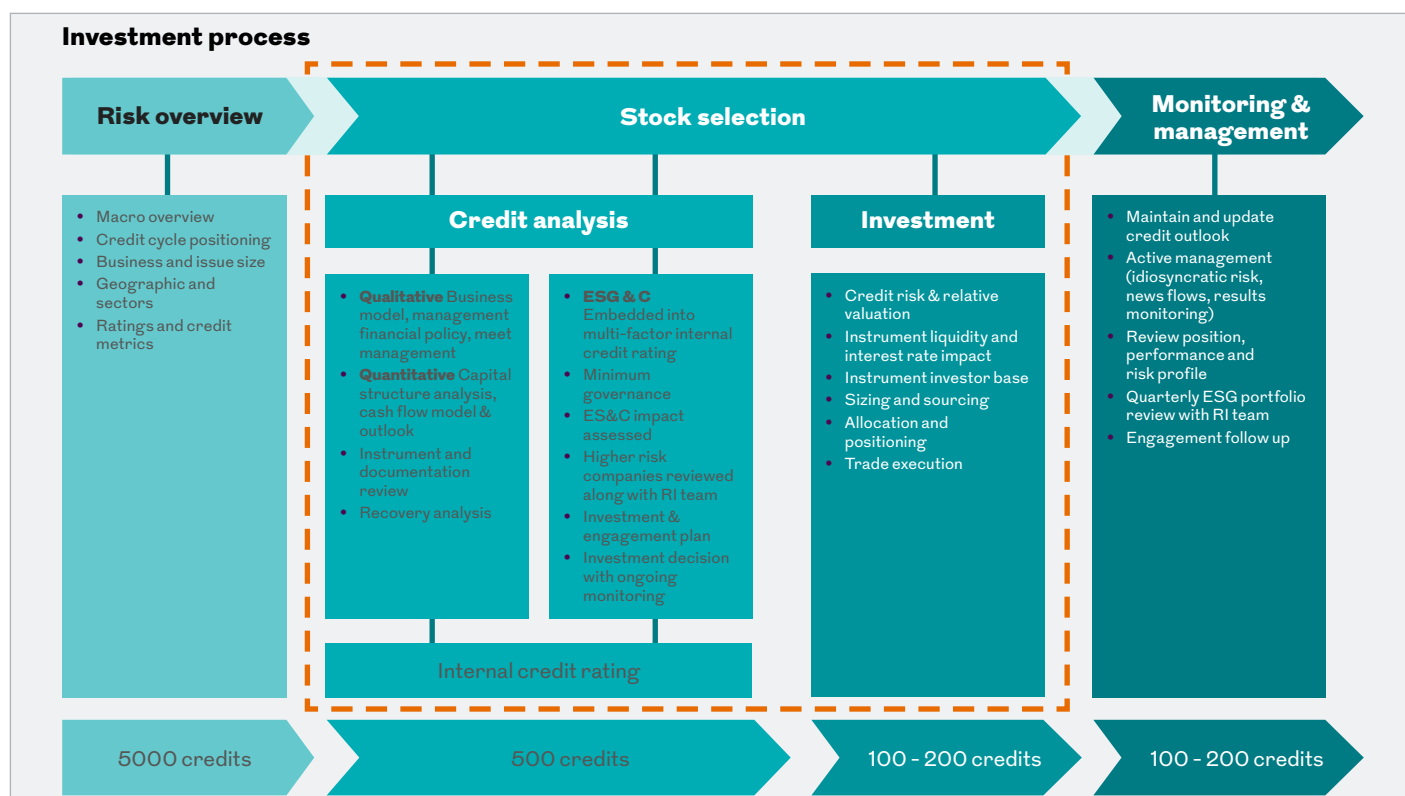 Investment process
Risk overview
Stock selection
Monitoring &
management
• Macro overview
• Credit cycle positioning
• Business and issue size
• Geographic and
sectors
• Ratings and credit
metrics
Credit analysis
• Qualitative Business
model, management
financial policy, meet
management
• Quantitative Capital
structure analysis,
cash flow model &
outlook
• Instrument and
documentation
review
• Recovery analysis
• ESG & C
Embedded into
multi-factor internal
credit rating
• Minimum
governance
• ES&C impact
assessed
• Higher risk
companies reviewed
along with RI team
• Investment &
engagement plan
• Investment decision
with ongoing
monitoring
Internal credit rating
Investment
• Credit risk & relative
valuation
• Instrument liquidity and
interest rate impact
• Instrument investor base
• Sizing and sourcing
• Allocation and
positioning
• Trade execution
• Maintain and update
credit outlook
• Active management
(idiosyncratic risk,
news flows, results
monitoring)
• Review position,
performance and
risk profile
• Quarterly ESG portfolio
review with RI team
• Engagement follow up
5000 credits
500 credits
100 - 200 credits
100 - 200 credits